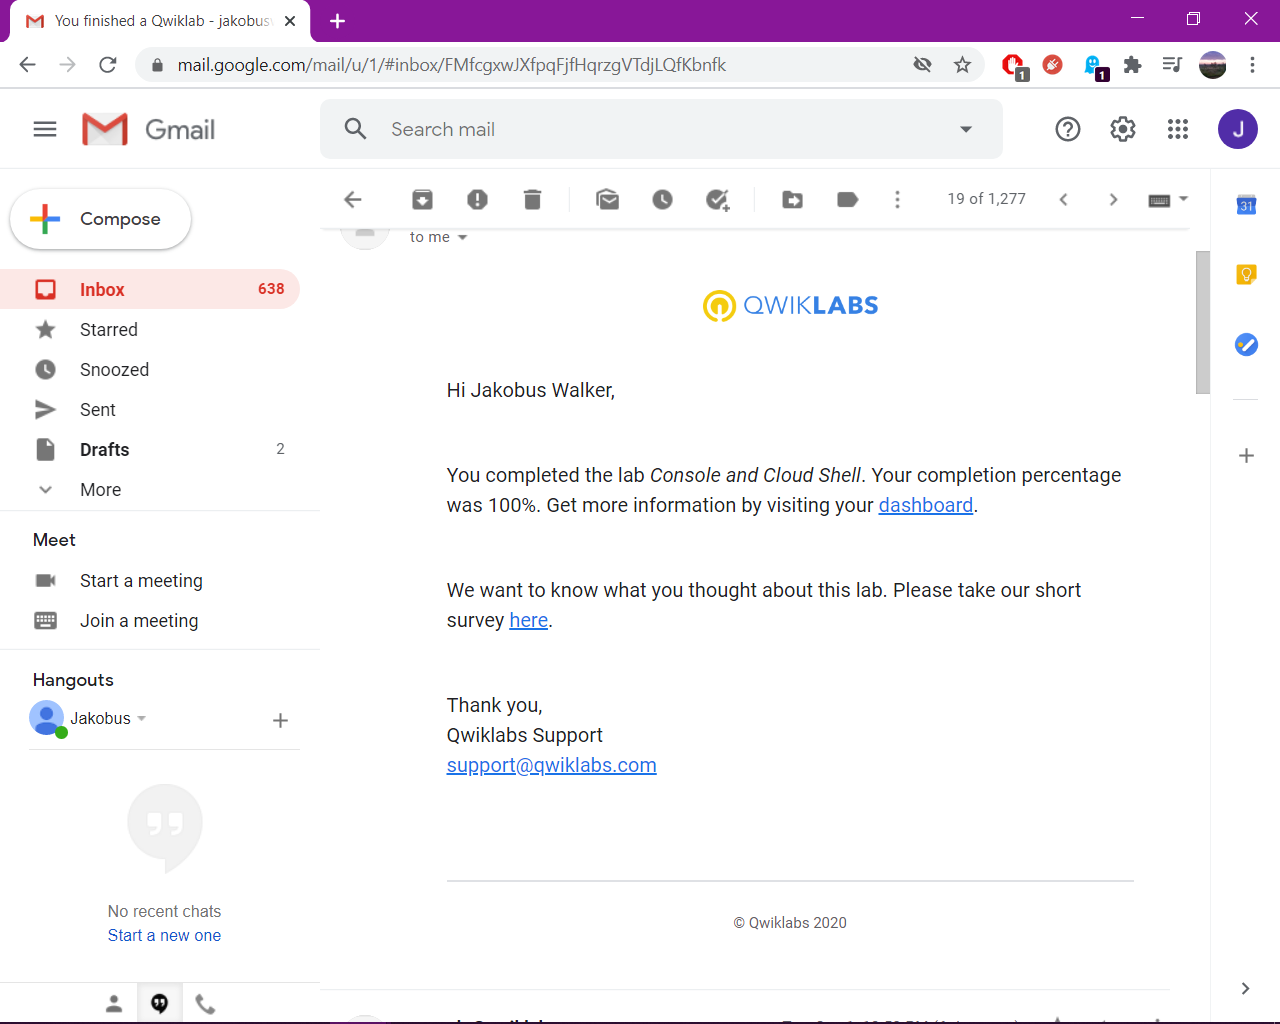 You finished a Qwiklab - jakobus
mail.google.com/mail/u/1/#inbox/FMfcgxwJXfpqFjfHqrzgVTdjLQfKbnfk
1
1
Gmail
Search mail
J
Compose
19 of 1,277
31
to me
Inbox 638
Starred
Snoozed
Sent
Drafts 2
More
Meet
Start a meeting
Join a meeting
Hangouts
Jakobus
No recent chats
Start a new one
QWIKLABS
Hi Jakobus Walker,
You completed the lab Console and Cloud Shell. Your completion percentage
was 100%. Get more information by visiting your dashboard.
We want to know what you thought about this lab. Please take our short
survey here.
Thank you,
Qwiklabs Support
support@qwiklabs.com
© Qwiklabs 2020